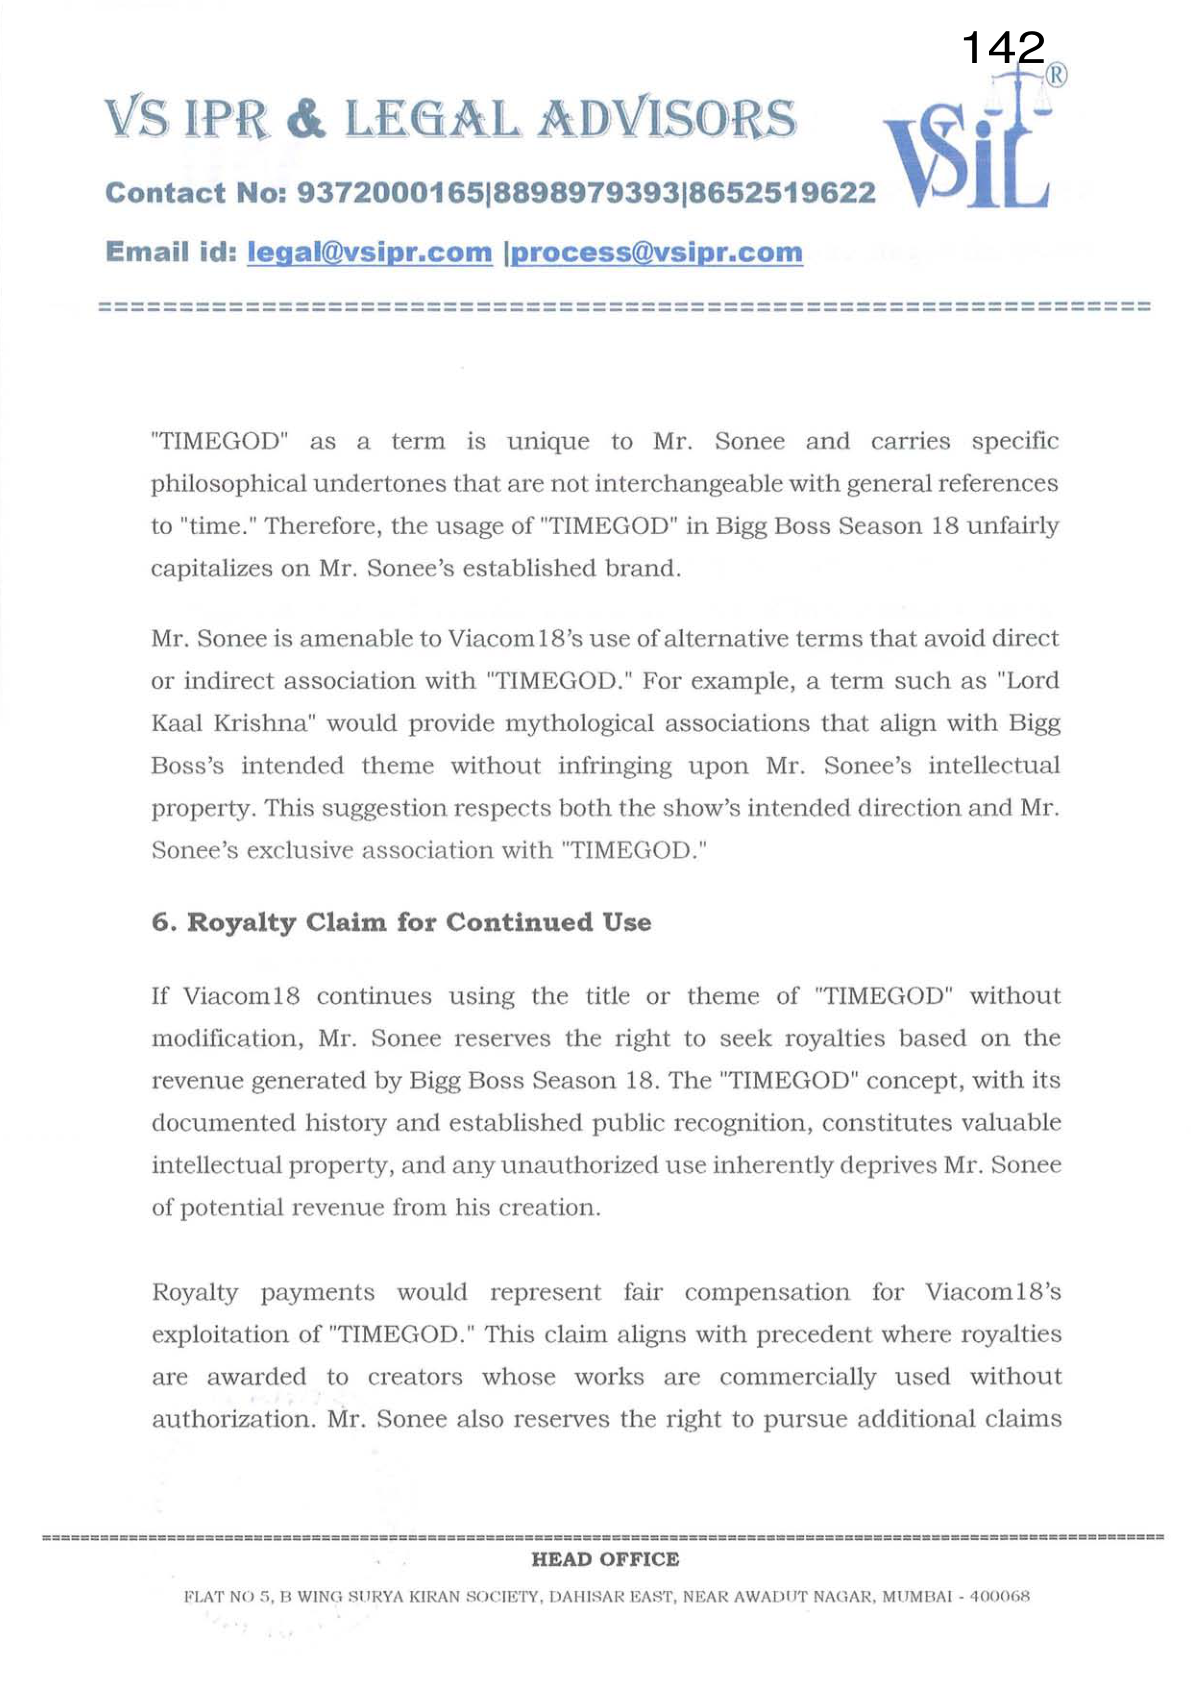 142
VS IPR & LEGAL ADVISORS
VSiL®
Contact No: 9372000165|8898979393|8652519622
Email id: legal@vsipr.com |process@vsipr.com
================================================================
"TIMEGOD" as a term is unique to Mr. Sonee and carries specific
philosophical undertones that are not interchangeable with general references
to "time." Therefore, the usage of "TIMEGOD" in Bigg Boss Season 18 unfairly
capitalizes on Mr. Sonee's established brand.
Mr. Sonee is amenable to Viacom18's use of alternative terms that avoid direct
or indirect association with "TIMEGOD." For example, a term such as "Lord
Kaal Krishna" would provide mythological associations that align with Bigg
Boss's intended theme without infringing upon Mr. Sonee's intellectual
property. This suggestion respects both the show's intended direction and Mr.
Sonee's exclusive association with "TIMEGOD."
6. Royalty Claim for Continued Use
If Viacom18 continues using the title or theme of "TIMEGOD" without
modification, Mr. Sonee reserves the right to seek royalties based on the
revenue generated by Bigg Boss Season 18. The "TIMEGOD" concept, with its
documented history and established public recognition, constitutes valuable
intellectual property, and any unauthorized use inherently deprives Mr. Sonee
of potential revenue from his creation.
Royalty payments would represent fair compensation for Viacom18's
exploitation of "TIMEGOD." This claim aligns with precedent where royalties
are awarded to creators whose works are commercially used without
authorization. Mr. Sonee also reserves the right to pursue additional claims
================================================================
HEAD OFFICE
FLAT NO 5, B WING SURYA KIRAN SOCIETY, DAHISAR EAST, NEAR AWADUT NAGAR, MUMBAI - 400068